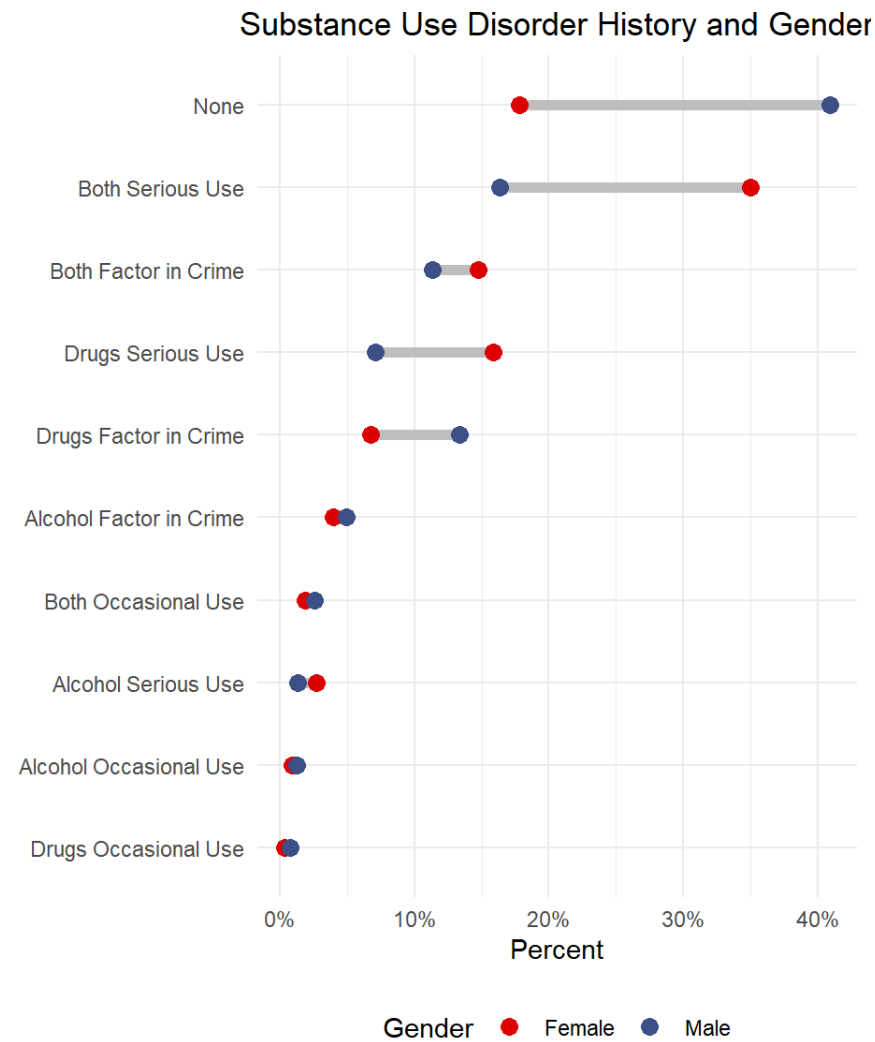 Substance Use Disorder History and Gender
None
Both Serious Use
Both Factor in Crime
Drugs Serious Use
Drugs Factor in Crime
Alcohol Factor in Crime
Both Occasional Use
Alcohol Serious Use
Alcohol Occasional Use
Drugs Occasional Use
0% 10% 20% 30% 40%
Percent
Gender Female Male